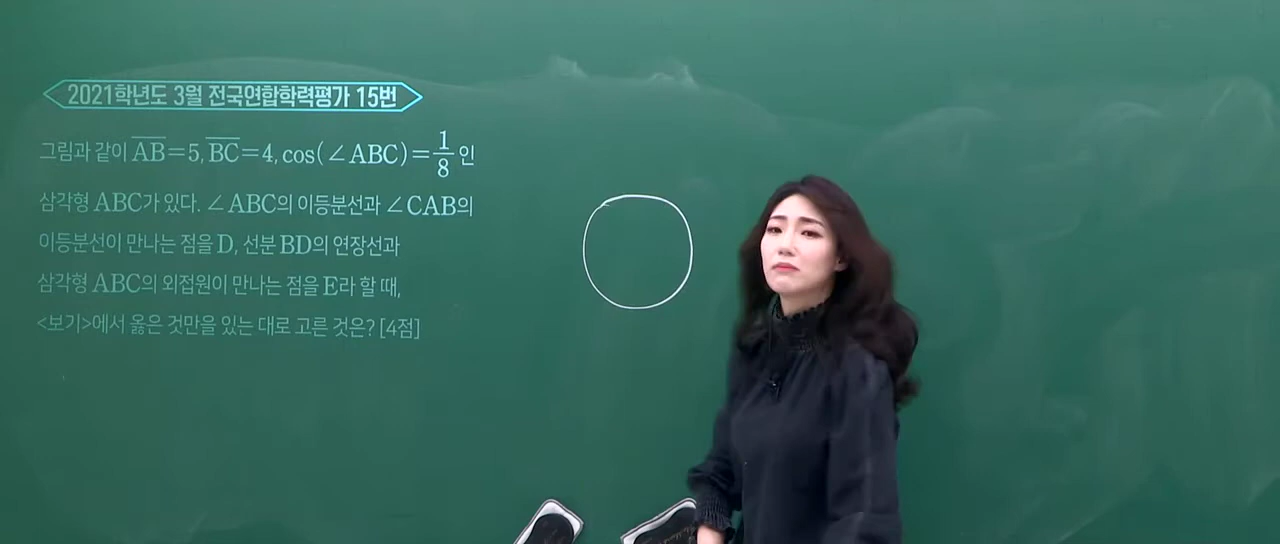 2021학년도 3월 전국연합학력평가 15번
그림과 같이 \overline{AB}=5, \overline{BC}=4, cos(∠ABC)=\frac{1}{8}인
삼각형 ABC가 있다. ∠ABC의 이등분선과 ∠CAB의
이등분선이 만나는 점을 D, 선분 BD의 연장선과
삼각형 ABC의 외접원이 만나는 점을 E라 할 때,
<보기>에서 옳은 것만을 있는 대로 고른 것은? [4점]